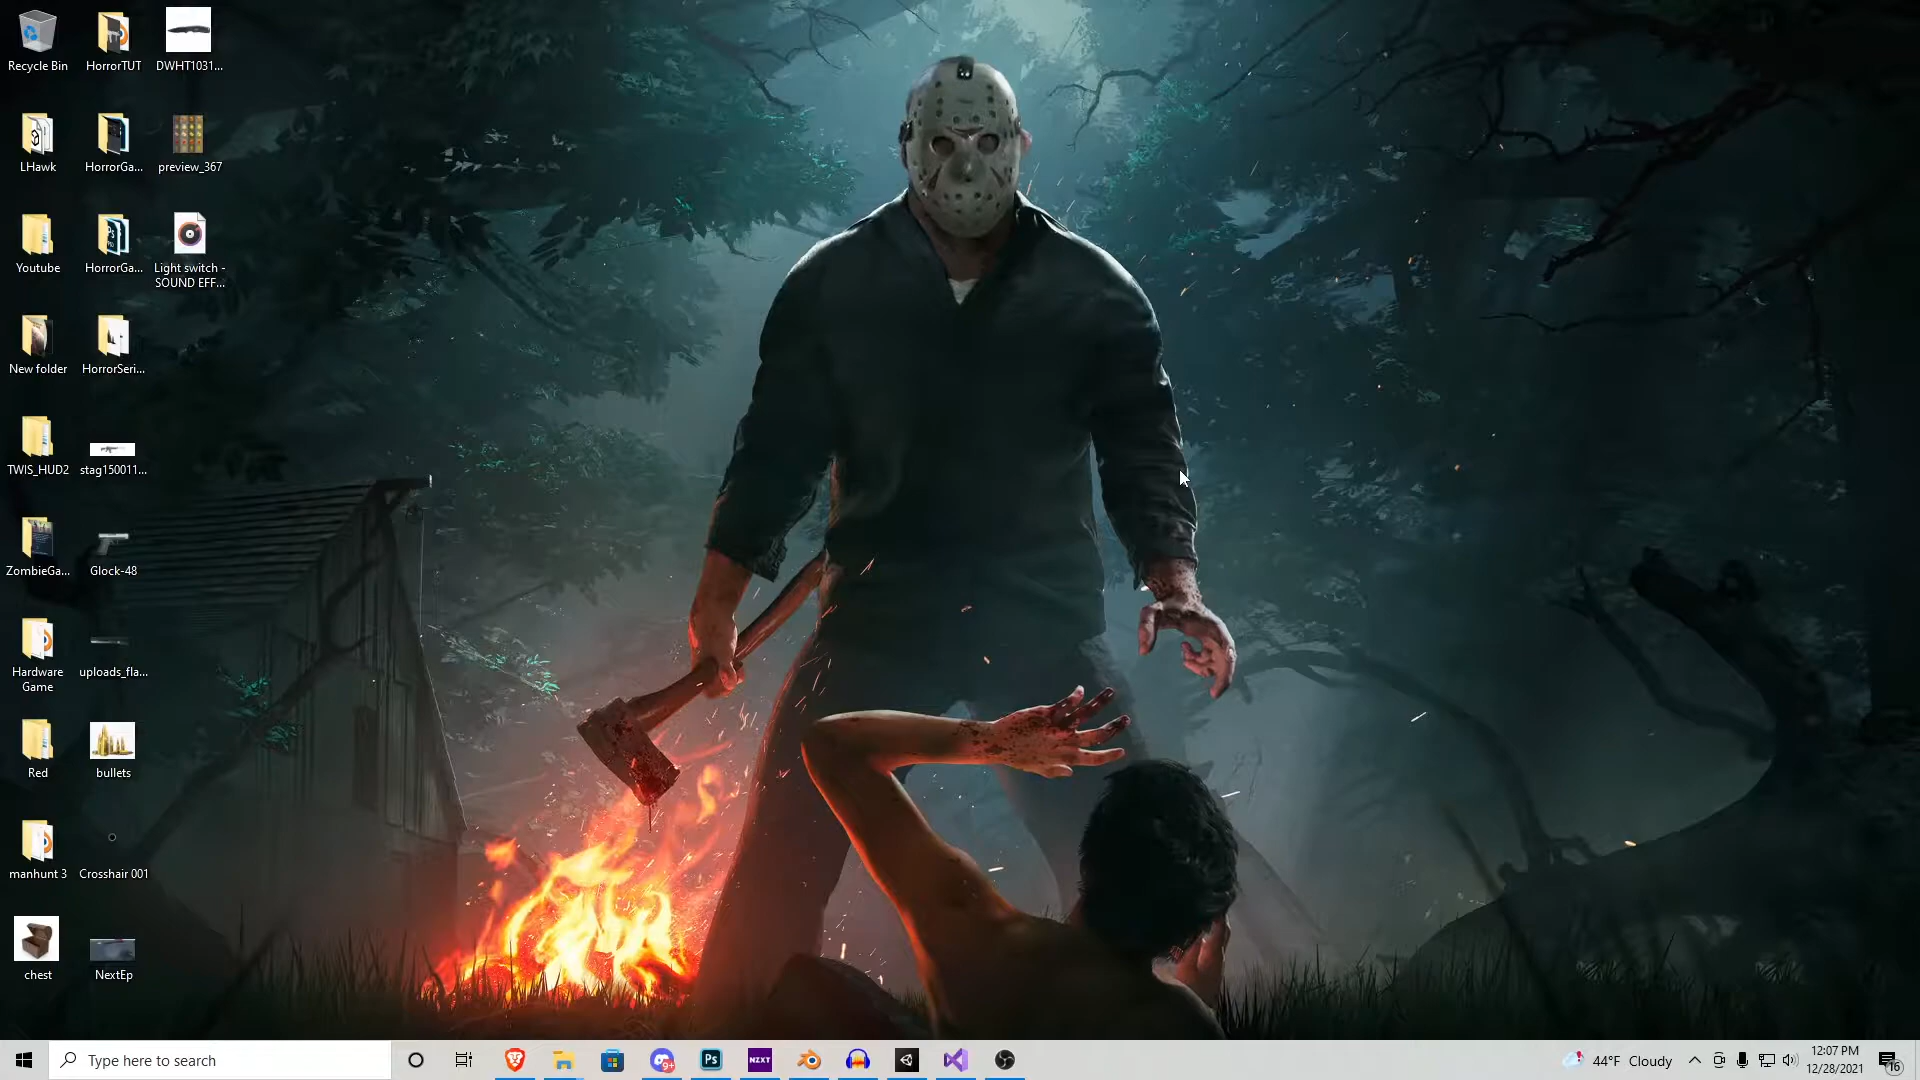 Recycle Bin
HorrorTUT
DWHT1031...
LHawk
HorrorGa...
preview_367
Youtube
HorrorGa...
Light switch -
SOUND EFF...
New folder
HorrorSeri...
TWIS_HUD2
stag150011...
ZombieGa...
Glock-48
Hardware
Game
uploads_fla...
Red
bullets
manhunt 3
Crosshair 001
chest
NextEp
Type here to search
9+
Ps
NZXT
44°F Cloudy
12:07 PM
12/28/2021
16